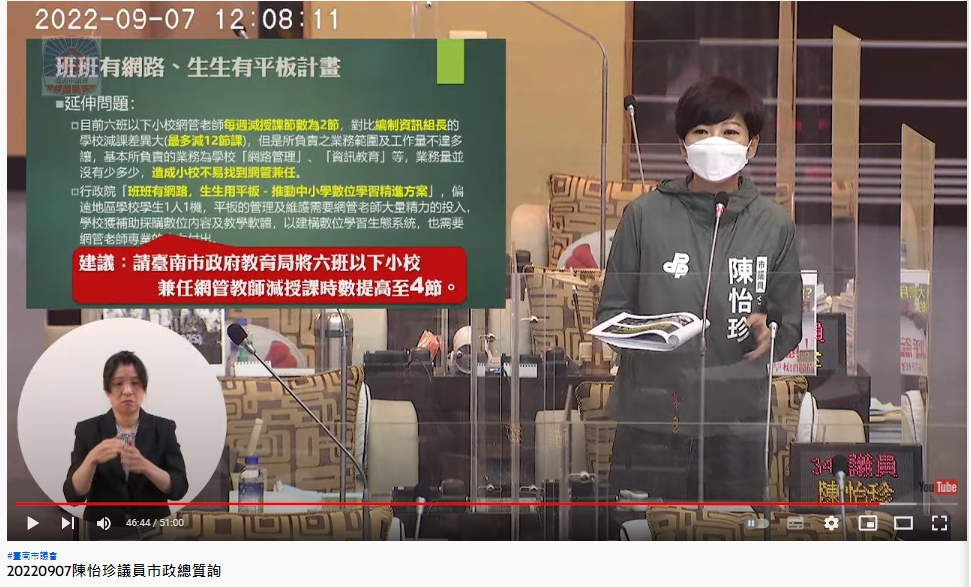 2022-09-07 12:08:11
班班有網路、生生有平板計畫
■延伸問題：
□目前六班以下小校網管老師每週減授課節數為2節，對比編制資訊組長的
學校減課差異大(最多減12節課)，但是所負責之業務範圍及工作量不遑多
讓，基本所負責的業務為學校「網路管理」、「資訊教育」等，業務量並
沒有少多少，造成小校不易找到網管兼任。
□行政院「班班有網路，生生用平板 - 推動中小學數位學習精進方案」，偏
遠地區學校學生1人1機，平板的管理及維護需要網管老師大量精力的投入，
學校獲補助採購數位內容及教學軟體，以建構數位學習生態系統，也需要
網管老師專業
付出
建議：請臺南市政府教育局將六班以下小校
兼任網管教師減授課時數提高至4節。
市議員
陳怡珍
34 議員
陳怡珍
YouTube
46:44 / 51:00
#臺南市議會
20220907陳怡珍議員市政總質詢